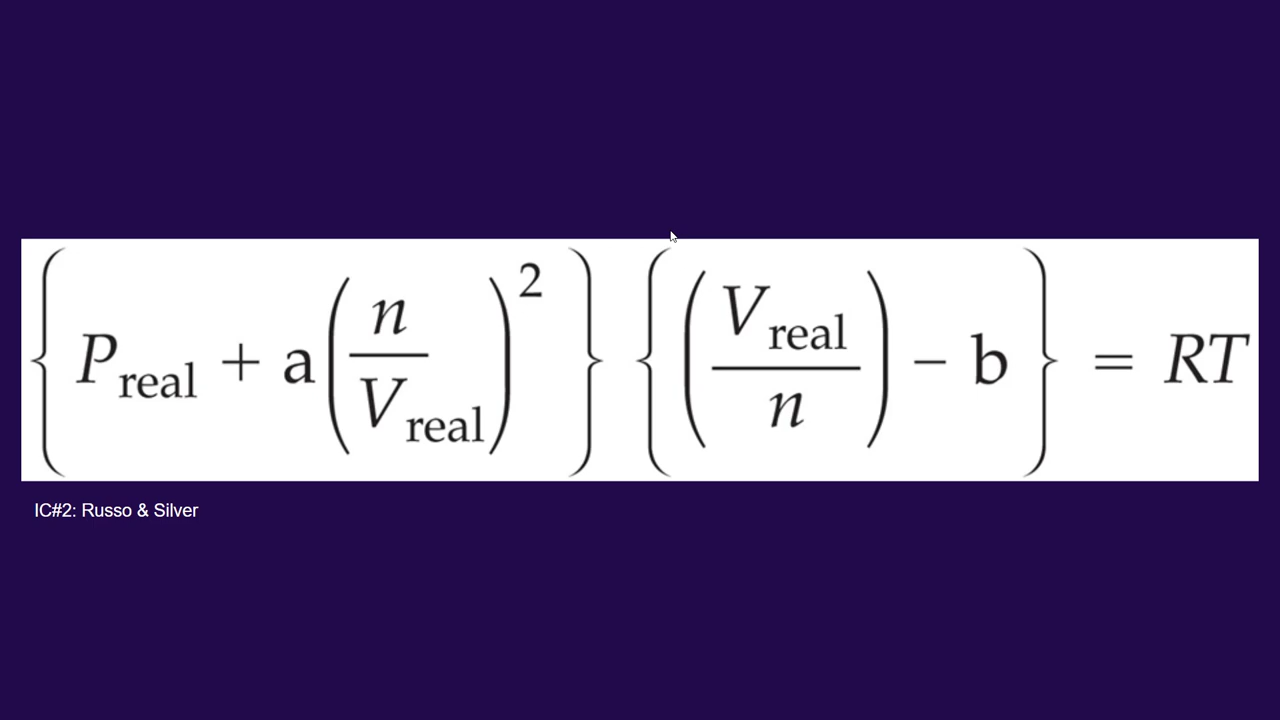 {P_real + a(n/V_real)^2} {(V_real/n) − b} = RT
IC#2: Russo & Silver